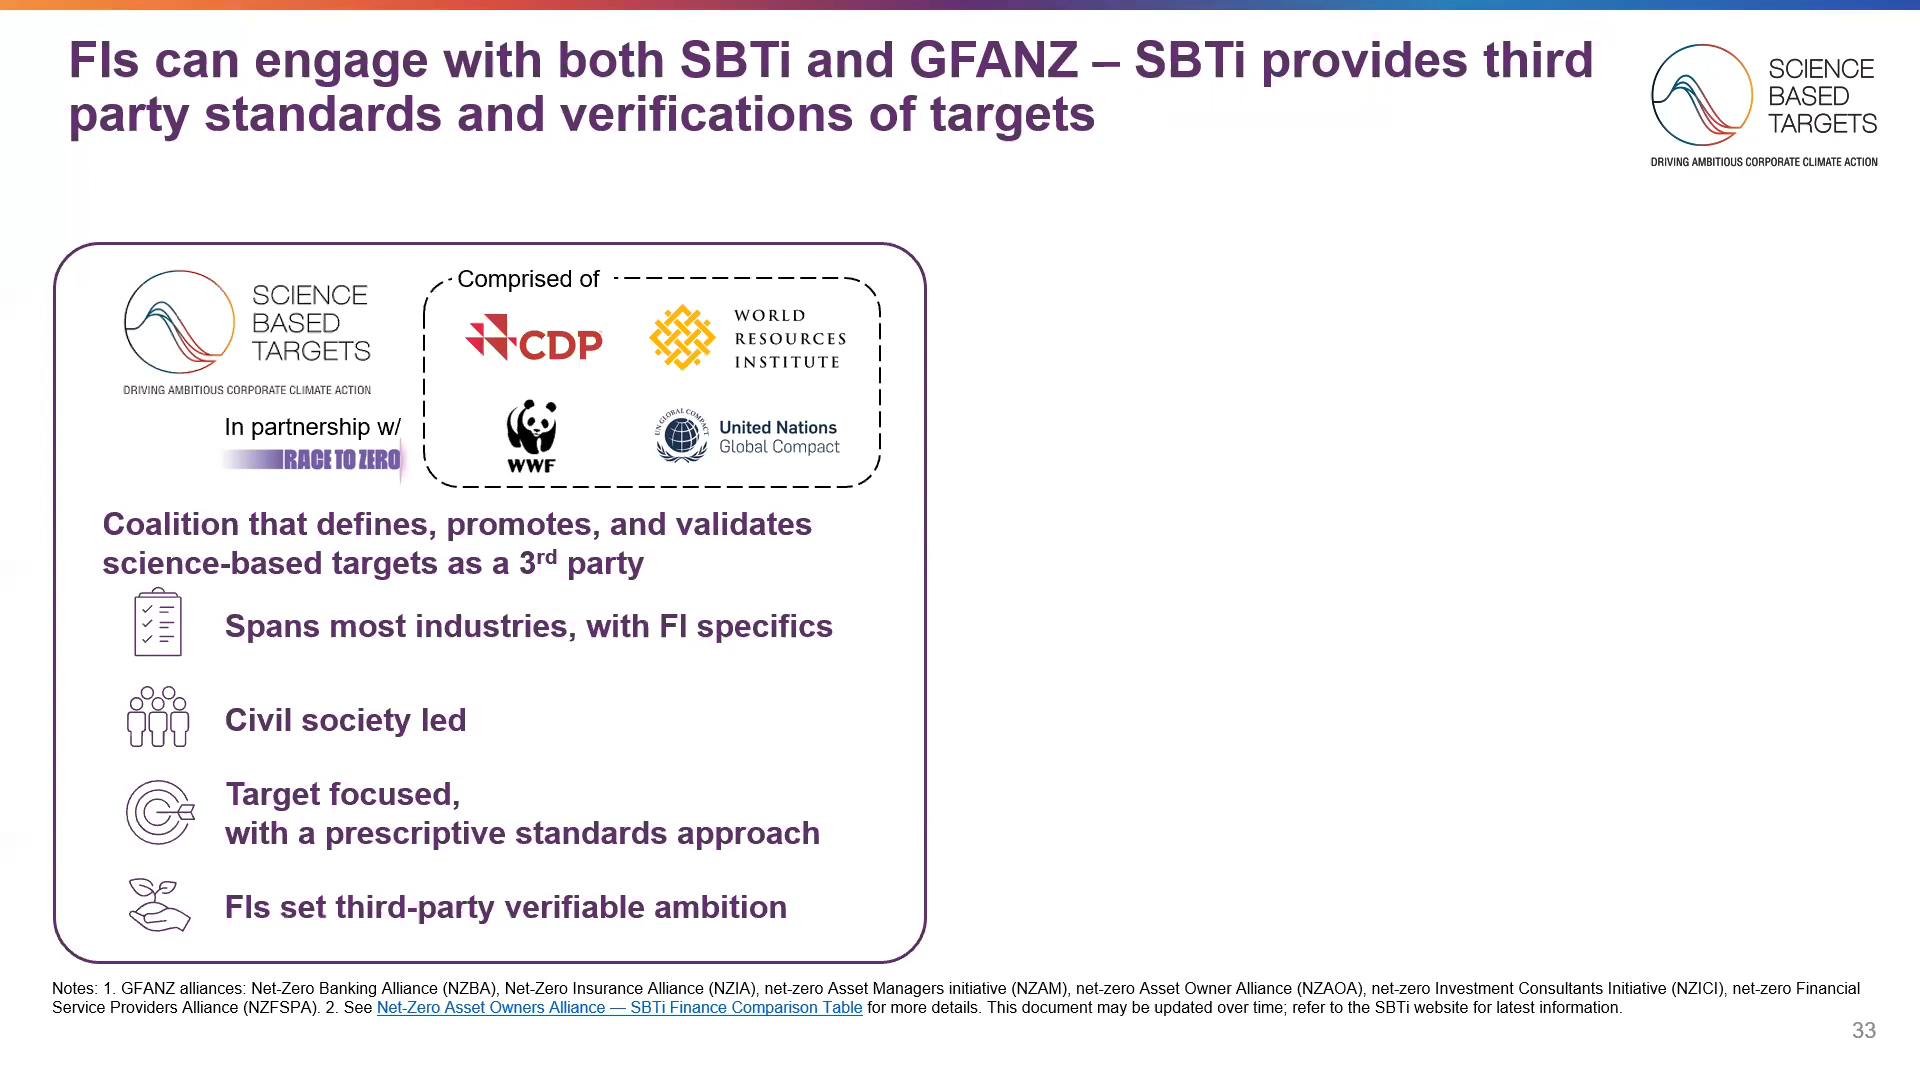 FIs can engage with both SBTi and GFANZ – SBTi provides third
party standards and verifications of targets
SCIENCE
BASED
TARGETS
DRIVING AMBITIOUS CORPORATE CLIMATE ACTION
SCIENCE
BASED
TARGETS
DRIVING AMBITIOUS CORPORATE CLIMATE ACTION
In partnership w/
RACE TO ZERO
Comprised of
CDP
WORLD
RESOURCES
INSTITUTE
WWF
UN GLOBAL COMPACT
United Nations
Global Compact
Coalition that defines, promotes, and validates
science-based targets as a 3rd party
Spans most industries, with FI specifics
Civil society led
Target focused,
with a prescriptive standards approach
FIs set third-party verifiable ambition
Notes: 1. GFANZ alliances: Net-Zero Banking Alliance (NZBA), Net-Zero Insurance Alliance (NZIA), net-zero Asset Managers initiative (NZAM), net-zero Asset Owner Alliance (NZAOA), net-zero Investment Consultants Initiative (NZICI), net-zero Financial
Service Providers Alliance (NZFSPA). 2. See Net-Zero Asset Owners Alliance — SBTi Finance Comparison Table for more details. This document may be updated over time; refer to the SBTi website for latest information.
33